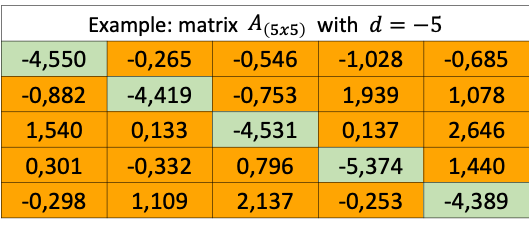 Example: matrix A(5x5) with d = −5
-4,550 -0,265 -0,546 -1,028 -0,685
-0,882 -4,419 -0,753 1,939 1,078
1,540 0,133 -4,531 0,137 2,646
0,301 -0,332 0,796 -5,374 1,440
-0,298 1,109 2,137 -0,253 -4,389